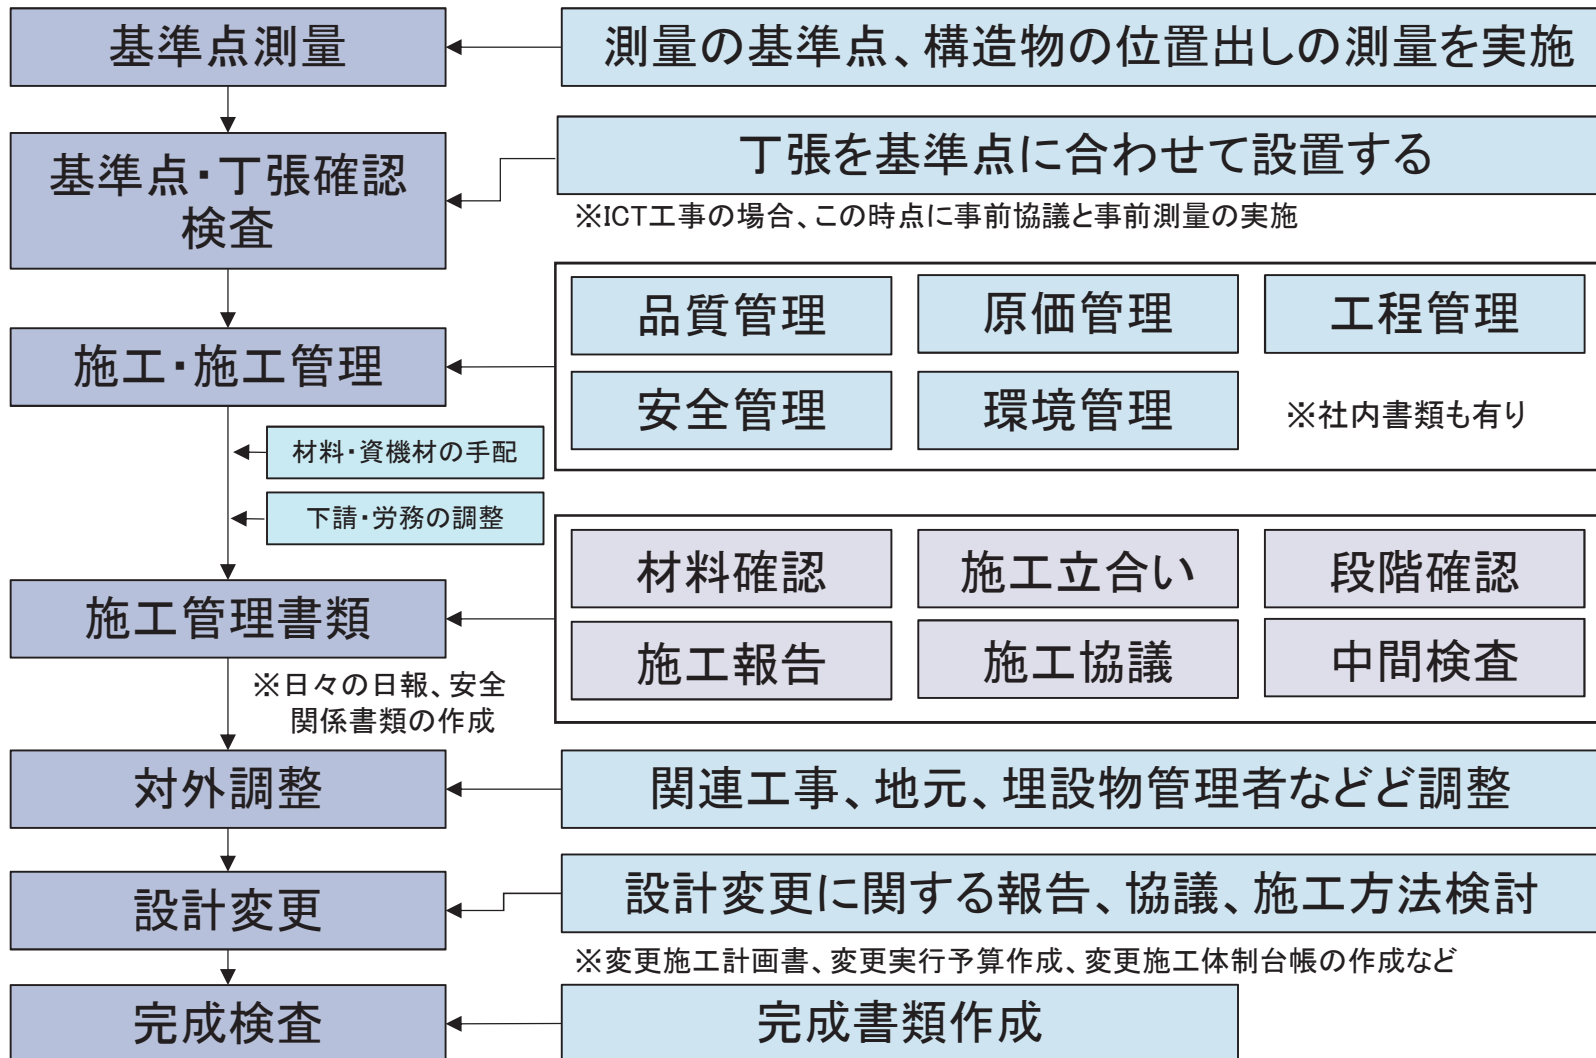 基準点測量
測量の基準点、構造物の位置出しの測量を実施
基準点・丁張確認
検査
丁張を基準点に合わせて設置する
※ICT工事の場合、この時点に事前協議と事前測量の実施
施工・施工管理
品質管理
原価管理
工程管理
安全管理
環境管理
※社内書類も有り
材料・資機材の手配
下請・労務の調整
施工管理書類
材料確認
施工立合い
段階確認
施工報告
施工協議
中間検査
※日々の日報、安全
関係書類の作成
対外調整
関連工事、地元、埋設物管理者などど調整
設計変更
設計変更に関する報告、協議、施工方法検討
※変更施工計画書、変更実行予算作成、変更施工体制台帳の作成など
完成検査
完成書類作成